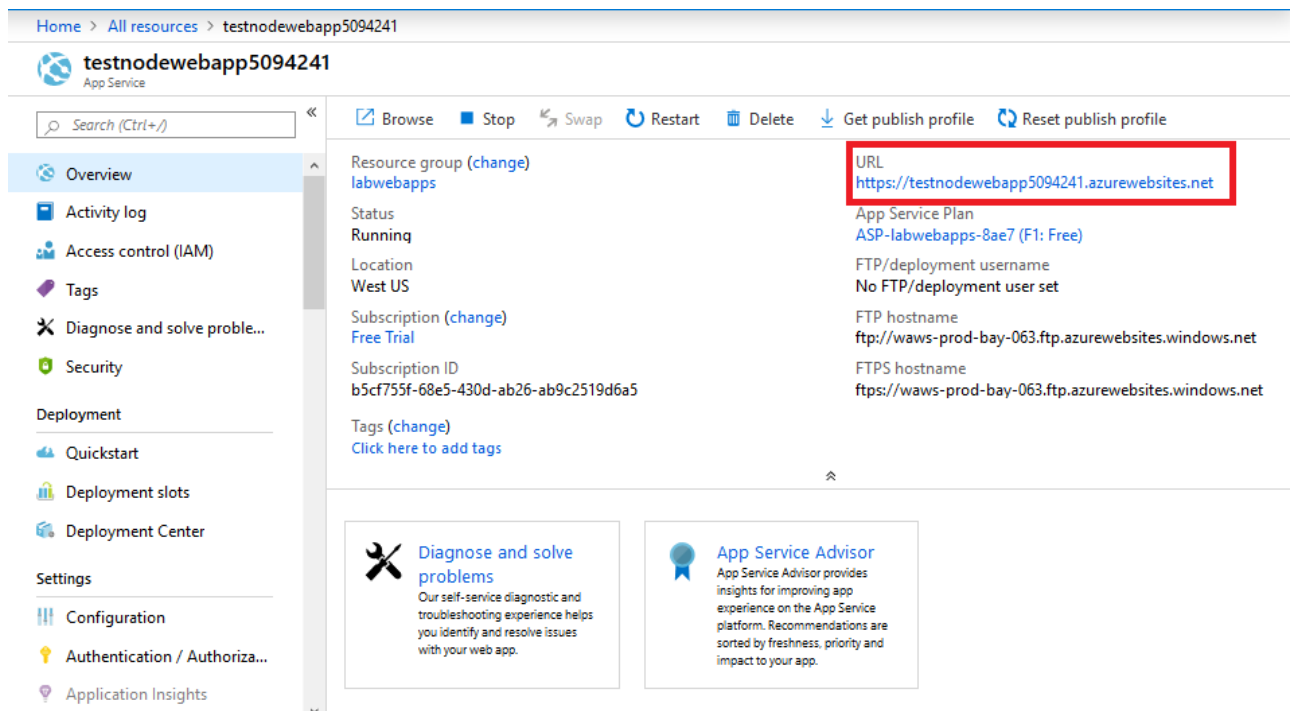 Home > All resources > testnodewebapp5094241
testnodewebapp5094241
App Service
Search (Ctrl+/)
«
Overview
Activity log
Access control (IAM)
Tags
Diagnose and solve proble...
Security
Deployment
Quickstart
Deployment slots
Deployment Center
Settings
Configuration
Authentication / Authoriza...
Application Insights
Browse Stop Swap Restart Delete Get publish profile Reset publish profile
Resource group (change)
labwebapps
Status
Running
Location
West US
Subscription (change)
Free Trial
Subscription ID
b5cf755f-68e5-430d-ab26-ab9c2519d6a5
Tags (change)
Click here to add tags
URL
https://testnodewebapp5094241.azurewebsites.net
App Service Plan
ASP-labwebapps-8ae7 (F1: Free)
FTP/deployment username
No FTP/deployment user set
FTP hostname
ftp://waws-prod-bay-063.ftp.azurewebsites.windows.net
FTPS hostname
ftps://waws-prod-bay-063.ftp.azurewebsites.windows.net
Diagnose and solve
problems
Our self-service diagnostic and
troubleshooting experience helps
you identify and resolve issues
with your web app.
App Service Advisor
App Service Advisor provides
insights for improving app
experience on the App Service
platform. Recommendations are
sorted by freshness, priority and
impact to your app.